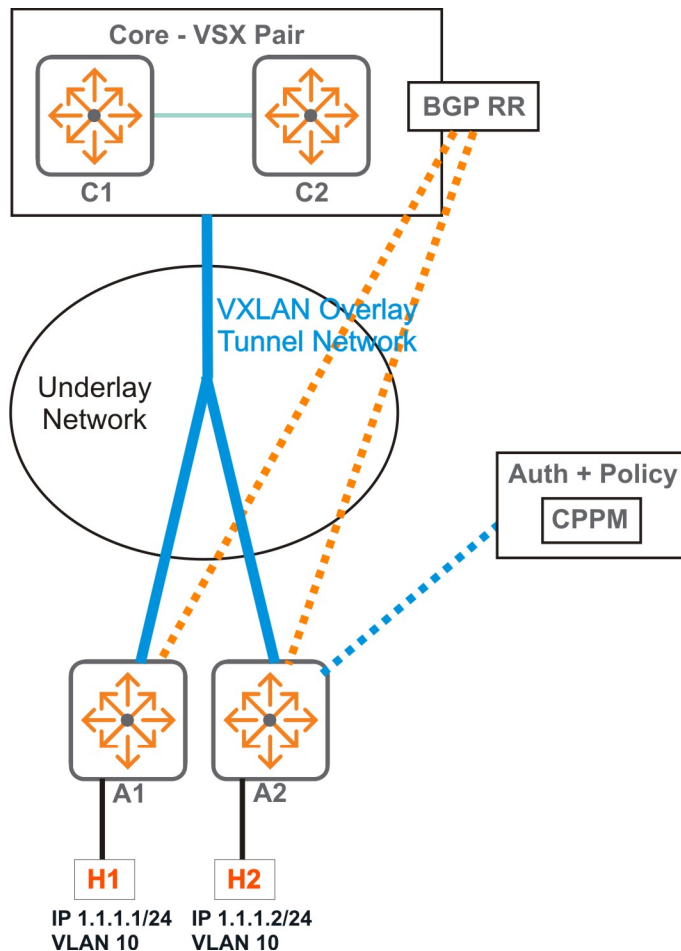 Core - VSX Pair
BGP RR
C1
C2
VXLAN Overlay
Tunnel Network
Underlay
Network
Auth + Policy
CPPM
A1
A2
H1
H2
IP 1.1.1.1/24
VLAN 10
IP 1.1.1.2/24
VLAN 10